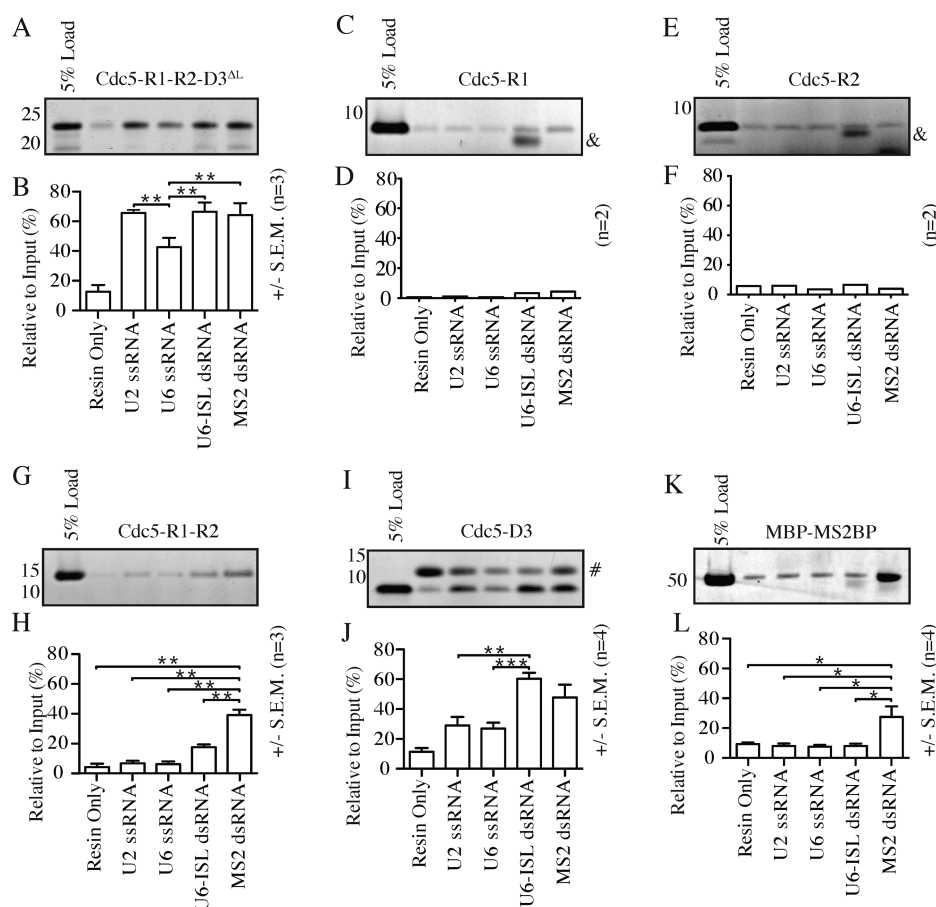 A
5% Load
Cdc5-R1-R2-D3ΔL
25
20
B
Relative to Input (%)
80
60
40
20
0
**
**
**
+/- S.E.M. (n=3)
Resin Only
U2 ssRNA
U6 ssRNA
U6-ISL dsRNA
MS2 dsRNA
C
5% Load
Cdc5-R1
10
&
D
Relative to Input (%)
80
60
40
20
0
(n=2)
Resin Only
U2 ssRNA
U6 ssRNA
U6-ISL dsRNA
MS2 dsRNA
E
5% Load
Cdc5-R2
10
&
F
Relative to Input (%)
80
60
40
20
0
(n=2)
Resin Only
U2 ssRNA
U6 ssRNA
U6-ISL dsRNA
MS2 dsRNA
G
5% Load
Cdc5-R1-R2
15
10
H
Relative to Input (%)
80
60
40
20
0
**
**
**
**
+/- S.E.M. (n=3)
Resin Only
U2 ssRNA
U6 ssRNA
U6-ISL dsRNA
MS2 dsRNA
I
5% Load
Cdc5-D3
15
10
#
J
Relative to Input (%)
80
60
40
20
0
**
***
+/- S.E.M. (n=4)
Resin Only
U2 ssRNA
U6 ssRNA
U6-ISL dsRNA
MS2 dsRNA
K
5% Load
MBP-MS2BP
50
L
Relative to Input (%)
80
60
40
20
0
*
*
*
*
+/- S.E.M. (n=4)
Resin Only
U2 ssRNA
U6 ssRNA
U6-ISL dsRNA
MS2 dsRNA